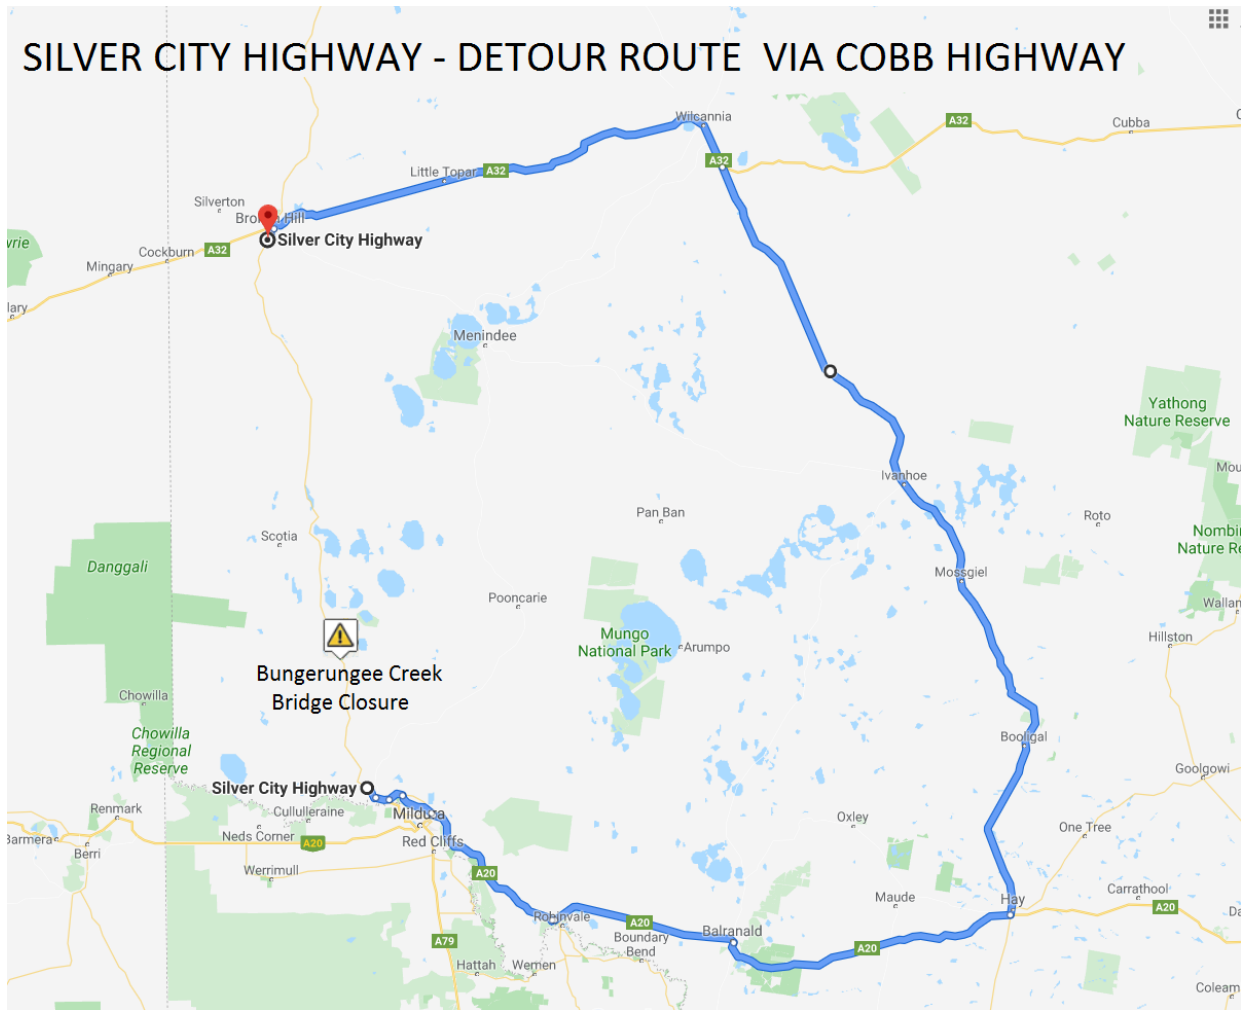 SILVER CITY HIGHWAY - DETOUR ROUTE VIA COBB HIGHWAY
Wilcannia
A32
Cubba
A32
Little Topar
A32
Silverton
Broken Hill
Silver City Highway
A32
Cockburn
Mingary
Menindee
Yathong
Nature Reserve
Ivanhoe
Pan Ban
Roto
Scotia
Danggali
Mossgiel
Pooncarie
Mungo
National Park
Arumpo
Hillston
Bungerungee Creek
Bridge Closure
Chowilla
Chowilla
Regional
Reserve
Booligal
Goolgowi
Silver City Highway
Renmark
Cullulleraine
Mildura
Neds Corner
Oxley
One Tree
Barmera
Berri
A20
Red Cliffs
Werrimull
A20
Maude
Hay
Carrathool
A20
Robinvale
A20
Balranald
Boundary
Bend
A20
A79
Hattah
Wemen